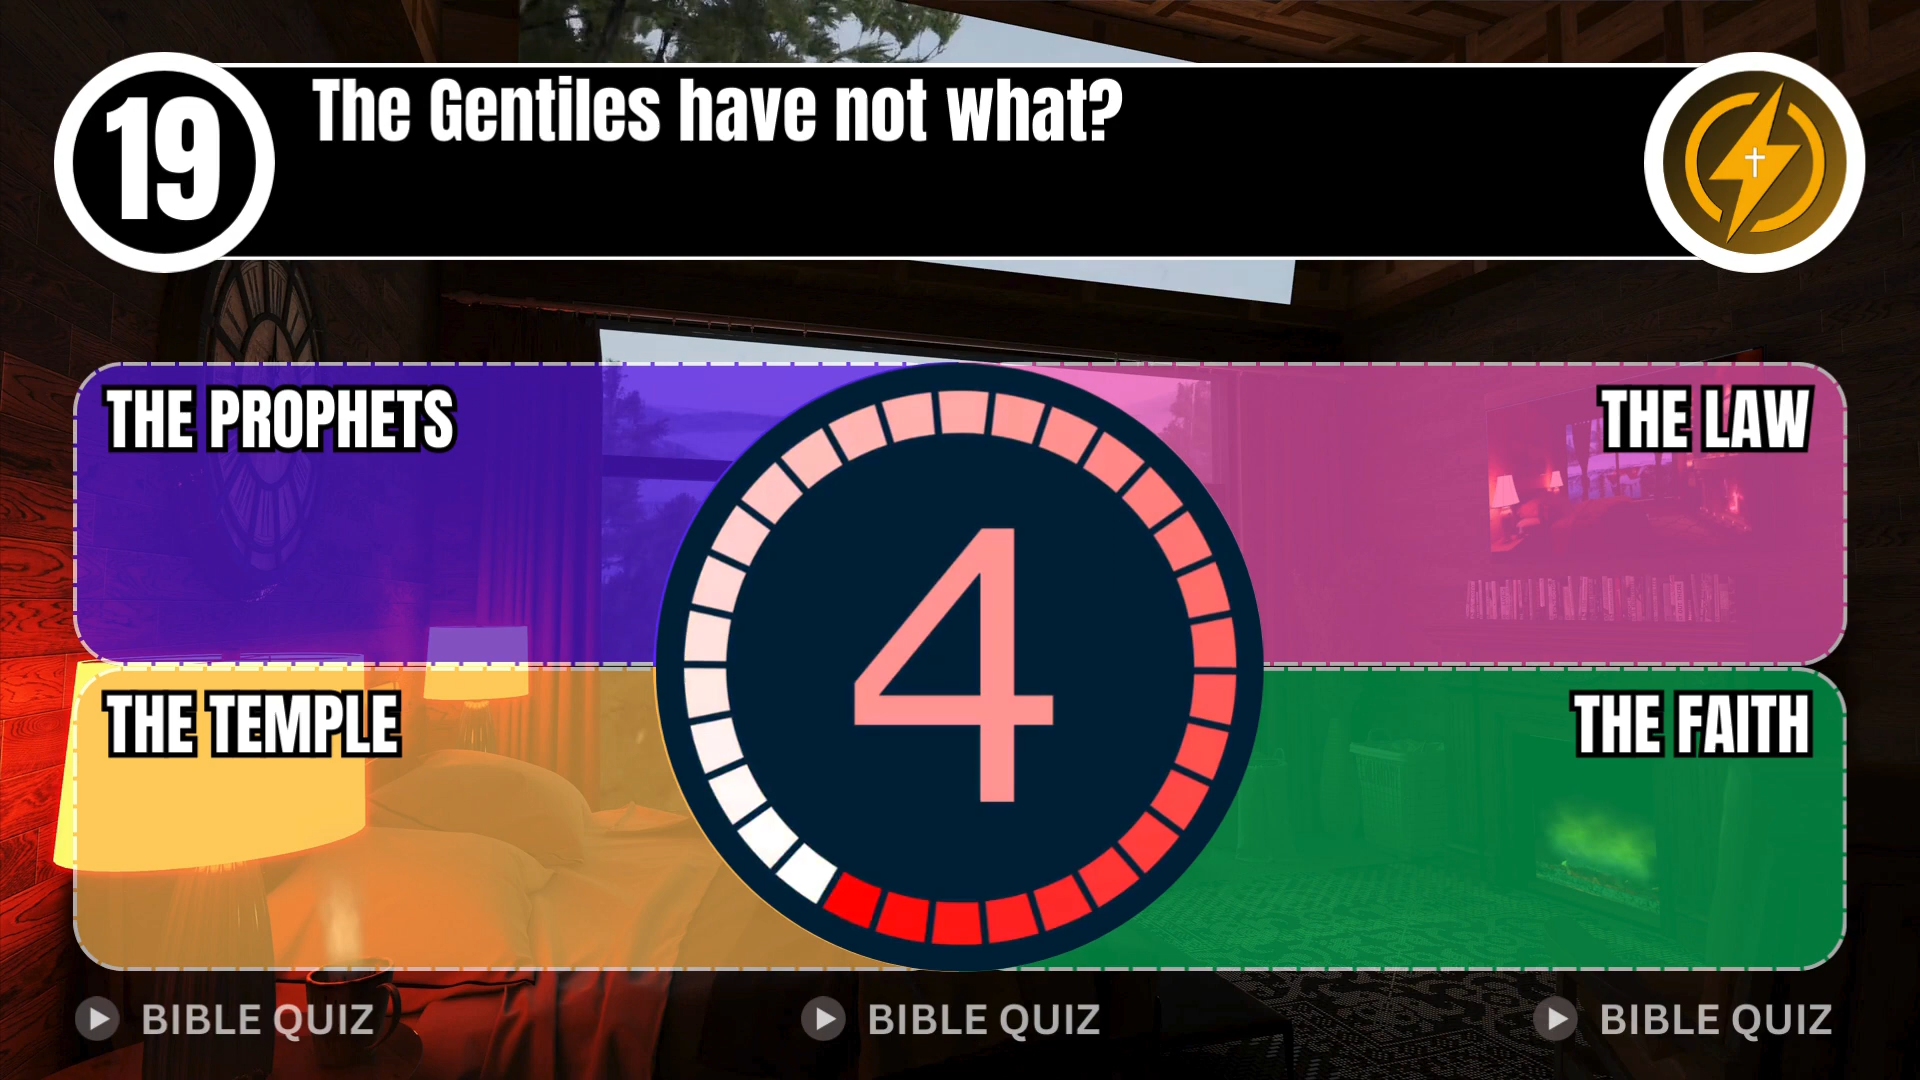 19
The Gentiles have not what?
THE PROPHETS
THE LAW
4
THE TEMPLE
THE FAITH
BIBLE QUIZ
BIBLE QUIZ
BIBLE QUIZ